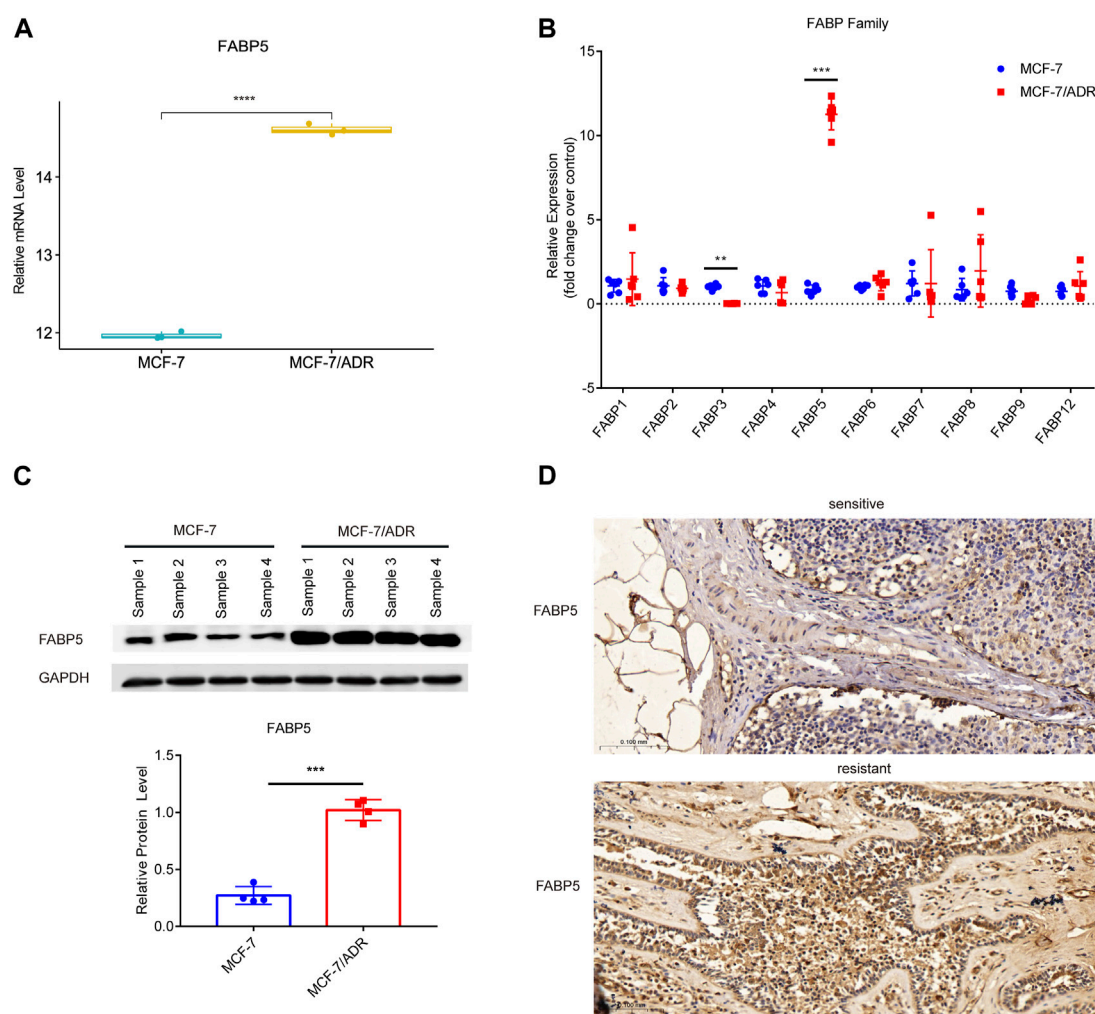 A
FABP5
Relative mRNA Level
****
14
13
12
MCF-7
MCF-7/ADR
B
FABP Family
Relative Expression
(fold change over control)
15
10
5
0
-5
***
**
MCF-7
MCF-7/ADR
FABP1
FABP2
FABP3
FABP4
FABP5
FABP6
FABP7
FABP8
FABP9
FABP12
C
MCF-7
MCF-7/ADR
Sample 1
Sample 2
Sample 3
Sample 4
Sample 1
Sample 2
Sample 3
Sample 4
FABP5
GAPDH
FABP5
Relative Protein Level
1.5
1.0
0.5
0.0
***
MCF-7
MCF-7/ADR
D
sensitive
FABP5
0.100 mm
resistant
FABP5
0.100 mm